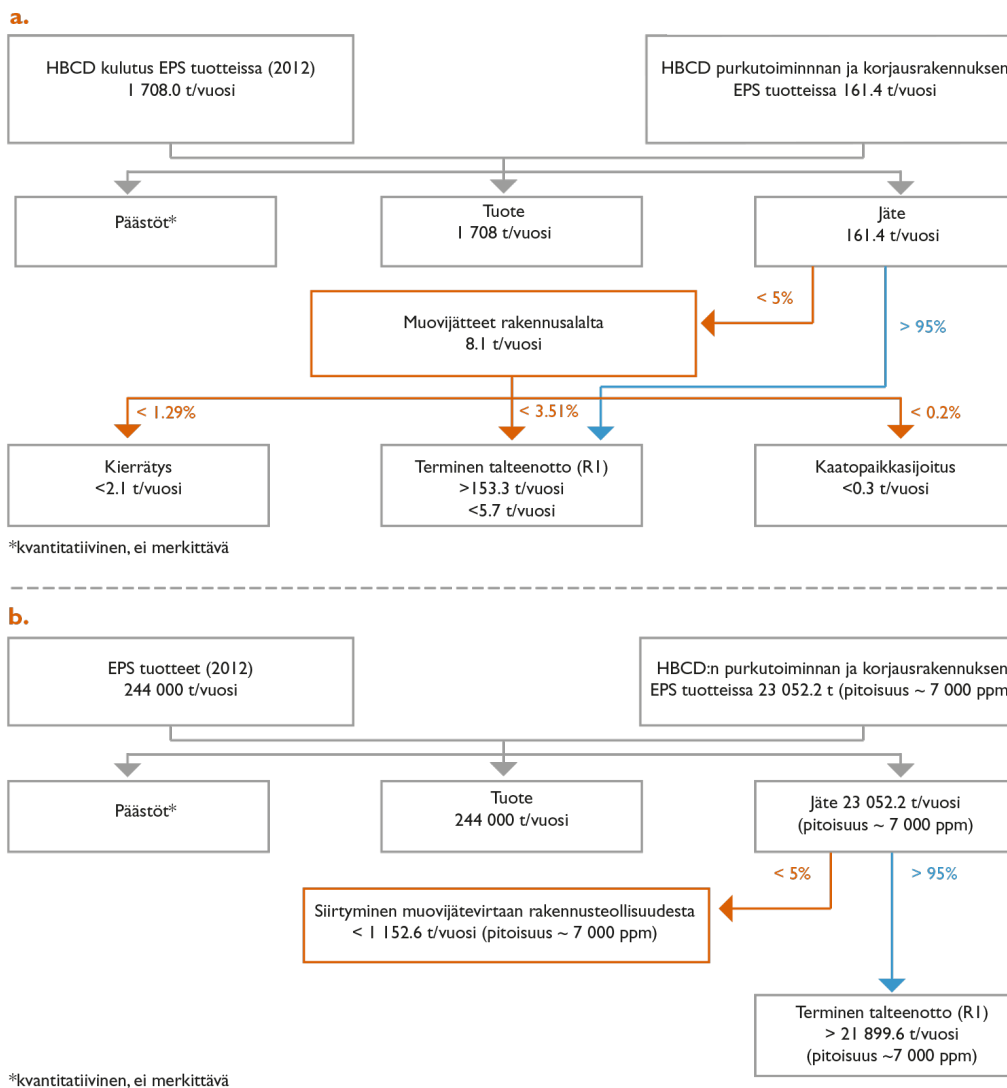 a.
HBCD kulutus EPS tuotteissa (2012)
1 708.0 t/vuosi
HBCD purkutoiminnnan ja korjausrakennuksen
EPS tuotteissa 161.4 t/vuosi
Päästöt*
Tuote
1 708 t/vuosi
Jäte
161.4 t/vuosi
< 5%
> 95%
Muovijätteet rakennusalalta
8.1 t/vuosi
< 1.29%
< 3.51%
< 0.2%
Kierrätys
<2.1 t/vuosi
Terminen talteenotto (R1)
>153.3 t/vuosi
<5.7 t/vuosi
Kaatopaikkasijoitus
<0.3 t/vuosi
*kvantitatiivinen, ei merkittävä
b.
EPS tuotteet (2012)
244 000 t/vuosi
HBCD:n purkutoiminnan ja korjausrakennuksen
EPS tuotteissa 23 052.2 t (pitoisuus ~ 7 000 ppm
Päästöt*
Tuote
244 000 t/vuosi
Jäte 23 052.2 t/vuosi
(pitoisuus ~ 7 000 ppm)
< 5%
> 95%
Siirtyminen muovijätevirtaan rakennusteollisuudesta
< 1 152.6 t/vuosi (pitoisuus ~ 7 000 ppm)
Terminen talteenotto (R1)
> 21 899.6 t/vuosi
(pitoisuus ~7 000 ppm)
*kvantitatiivinen, ei merkittävä